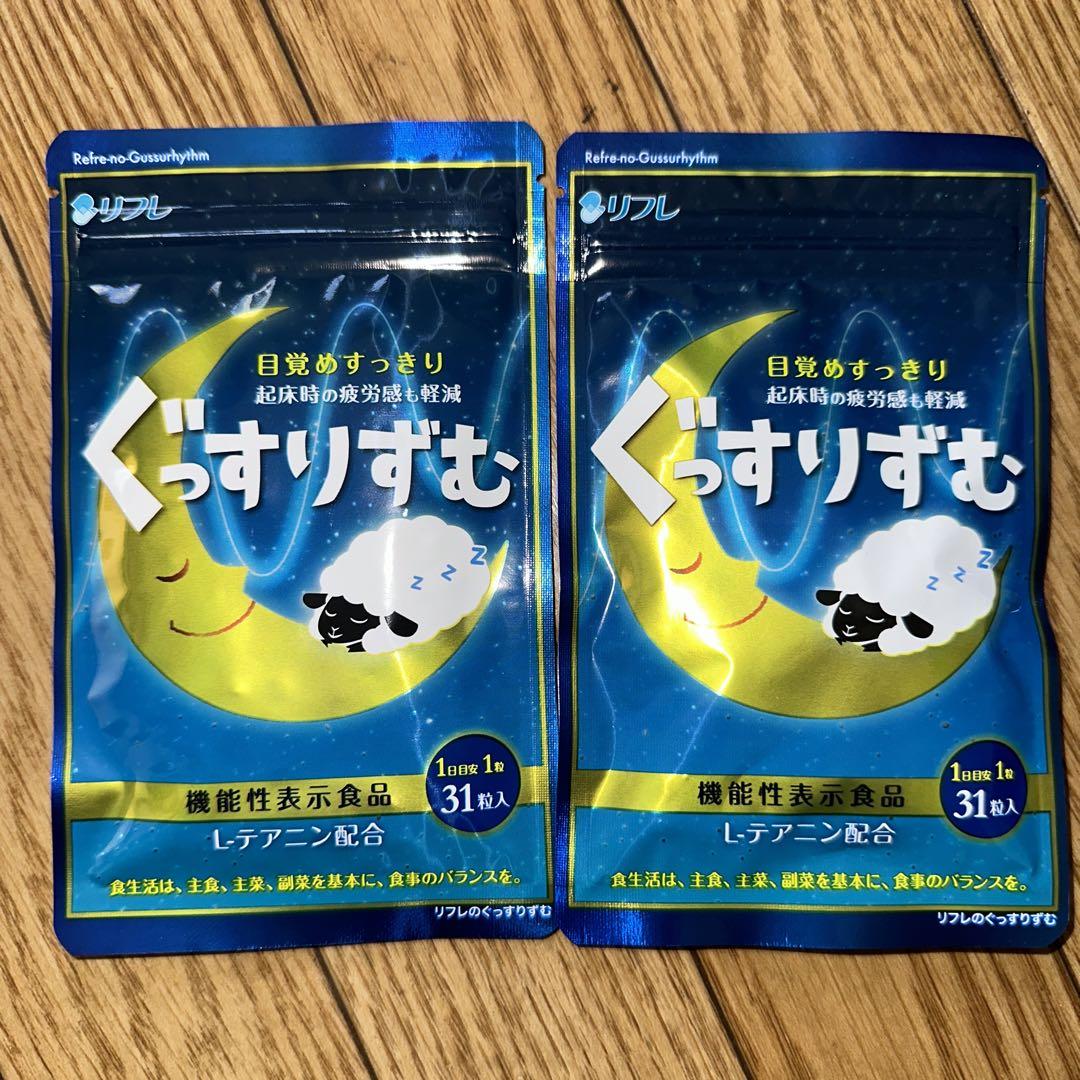 Refre-no-Gussurhythm
リフレ
目覚めすっきり
起床時の疲労感も軽減
ぐっすりずむ
z z z
1日目安 1粒
31粒入
機能性表示食品
L-テアニン配合
食生活は、主食、主菜、副菜を基本に、食事のバランスを。
リフレのぐっすりずむ
Refre-no-Gussurhythm
リフレ
目覚めすっきり
起床時の疲労感も軽減
ぐっすりずむ
z z z
1日目安 1粒
31粒入
機能性表示食品
L-テアニン配合
食生活は、主食、主菜、副菜を基本に、食事のバランスを。
リフレのぐっすりずむ